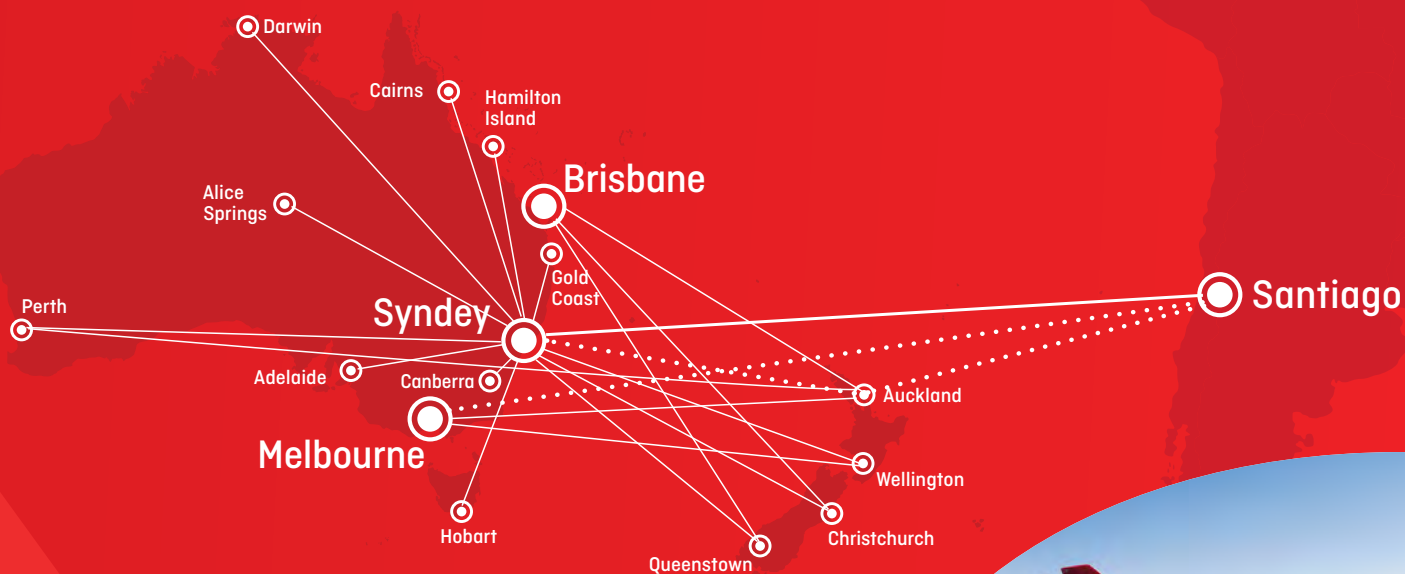 Darwin
Cairns
Hamilton
Island
Brisbane
Alice
Springs
Gold
Coast
Perth
Syndey
Santiago
Adelaide
Canberra
Auckland
Melbourne
Wellington
Hobart
Christchurch
Queenstown